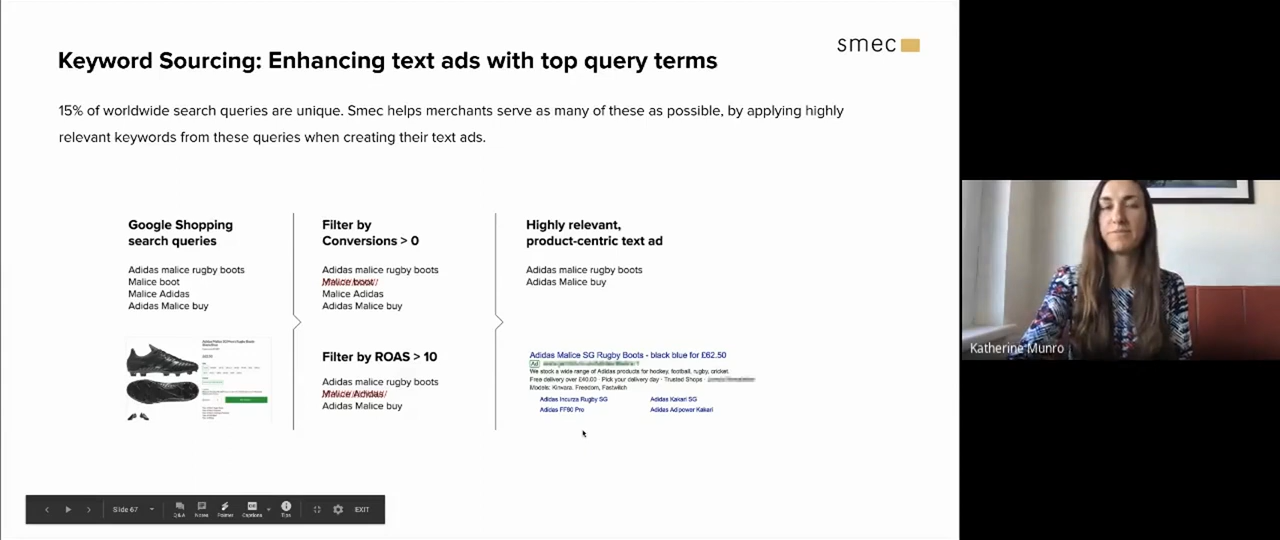 smec
Keyword Sourcing: Enhancing text ads with top query terms
15% of worldwide search queries are unique. Smec helps merchants serve as many of these as possible, by applying highly
relevant keywords from these queries when creating their text ads.
Google Shopping
search queries
Adidas malice rugby boots
Malice boot
Malice Adidas
Adidas Malice buy
Filter by
Conversions > 0
Adidas malice rugby boots
Malice boot
Malice Adidas
Adidas Malice buy
Filter by ROAS > 10
Adidas malice rugby boots
Malice Adidas
Adidas Malice buy
Highly relevant,
product-centric text ad
Adidas malice rugby boots
Adidas Malice buy
Adidas Malice SG Rugby Boots - black blue for £62.50
Ad
We stock a wide range of Adidas products for hockey, football, rugby, cricket.
Free delivery over £40.00 · Pick your delivery day · Trusted Shops ·
Models: Kinwora, Freedom, Fastwitch
Adidas Incurza Rugby SG
Adidas Kakari SG
Adidas FF80 Pro
Adidas Adipower Kakari
Slide 67
Q&A
Notes
Pointer
Captions
Tips
EXIT
Katherine Munro